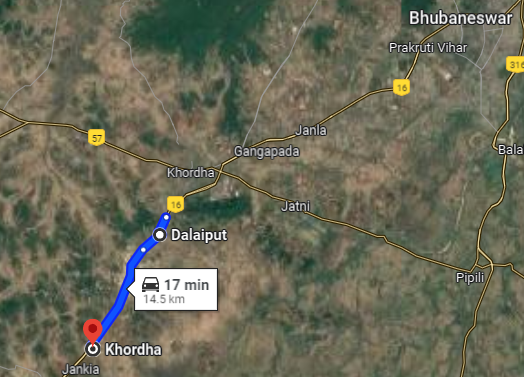 Bhubaneswar
Prakruti Vihar
316
16
57
Janla
Bala
Gangapada
Khordha
16
Jatni
Dalaiput
Pipili
17 min
14.5 km
Khordha
Jankia